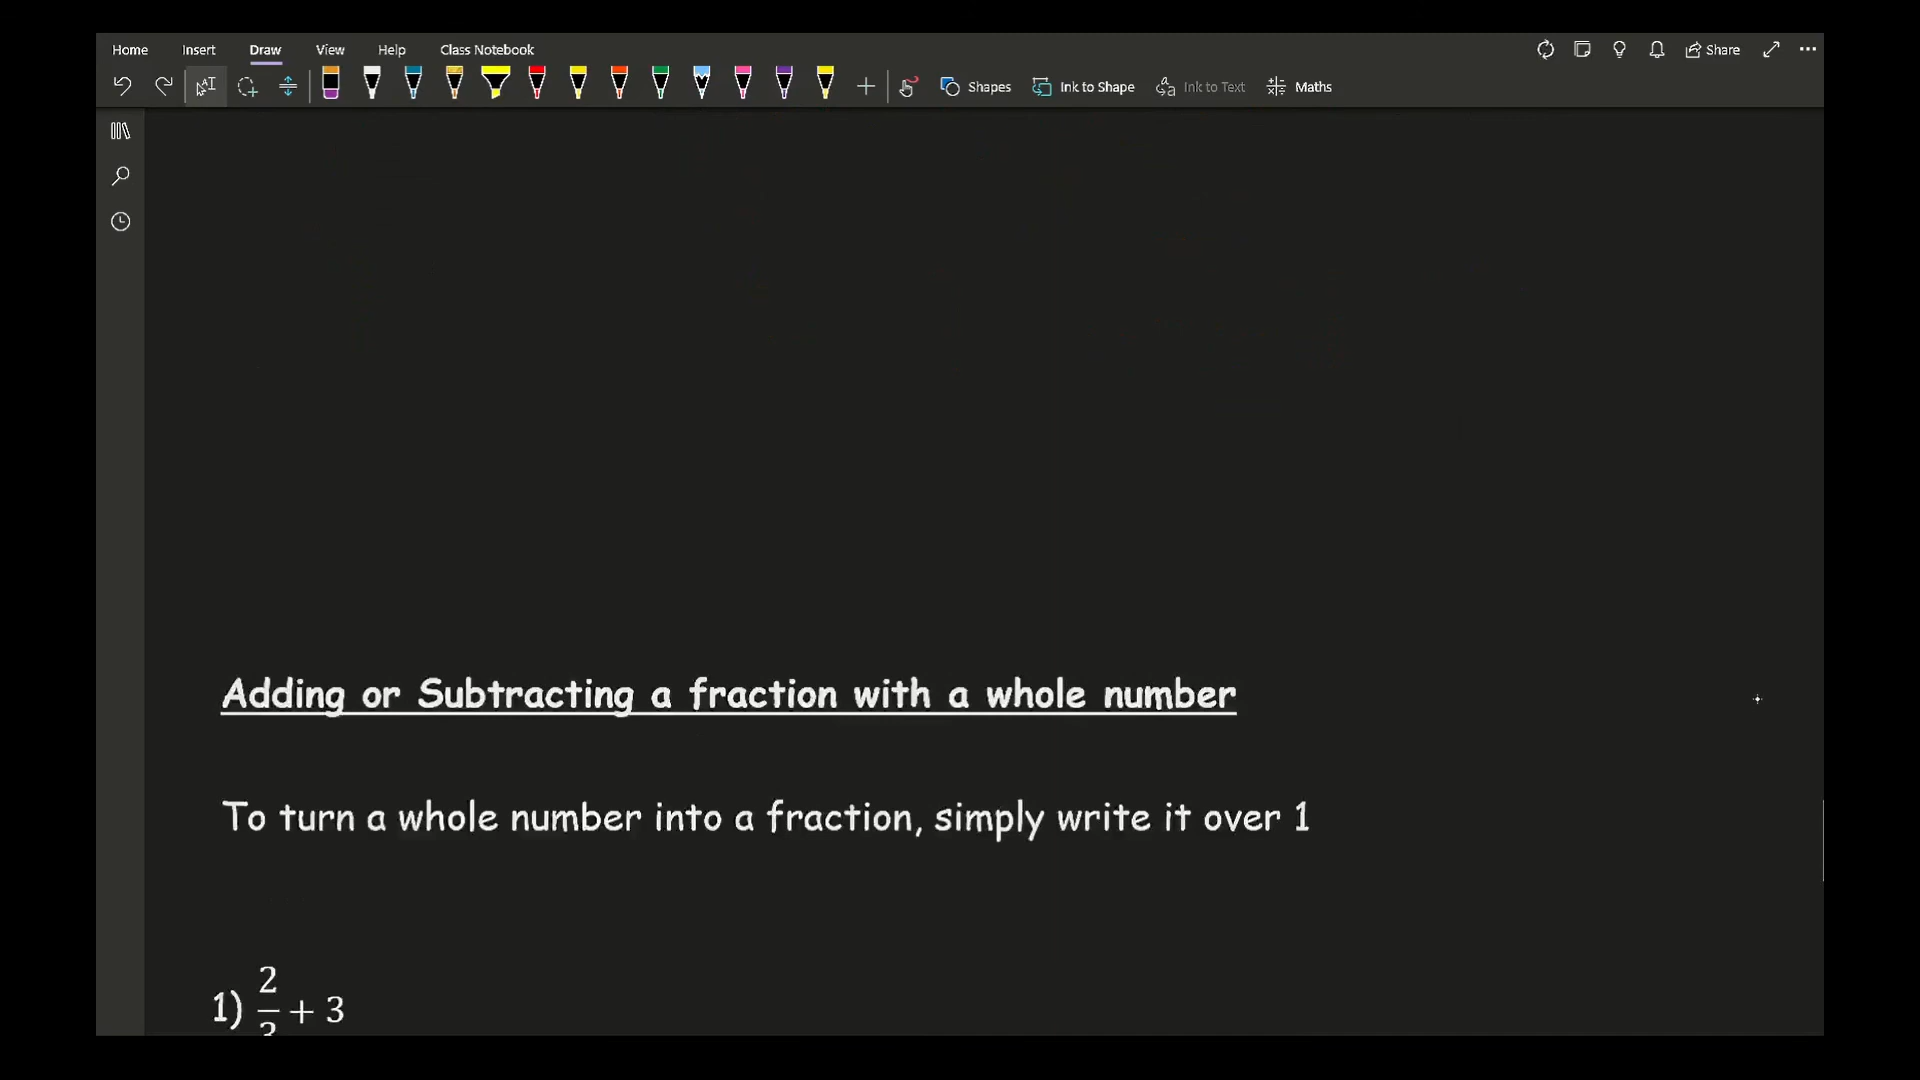 Home Insert Draw View Help Class Notebook Share
Shapes Ink to Shape Ink to Text Maths
Adding or Subtracting a fraction with a whole number
To turn a whole number into a fraction, simply write it over 1
1) 2/3 + 3